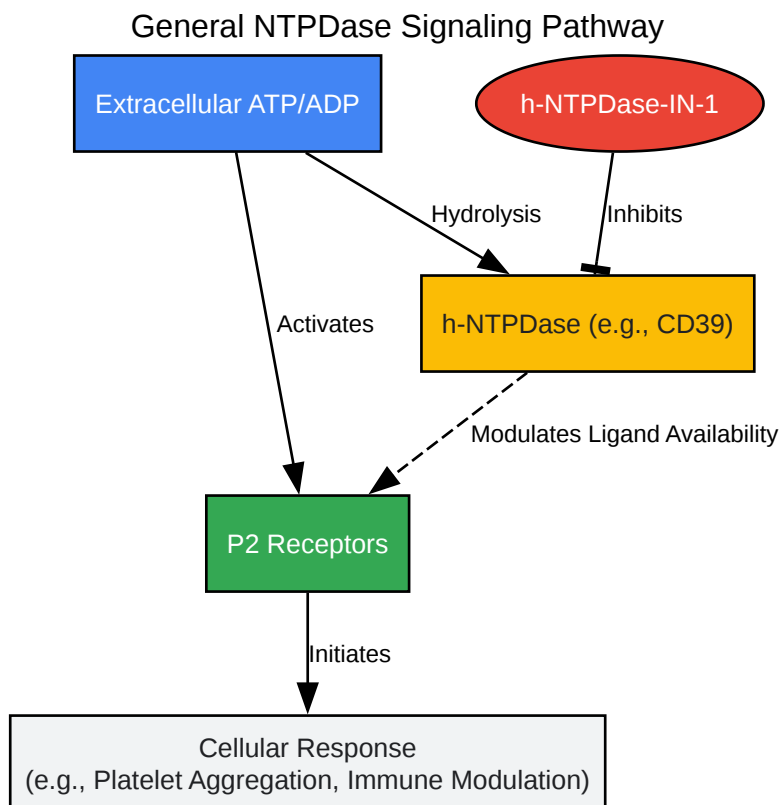 General NTPDase Signaling Pathway
Extracellular ATP/ADP
h-NTPDase-IN-1
Hydrolysis
Inhibits
Activates
h-NTPDase (e.g., CD39)
Modulates Ligand Availability
P2 Receptors
Initiates
Cellular Response
(e.g., Platelet Aggregation, Immune Modulation)